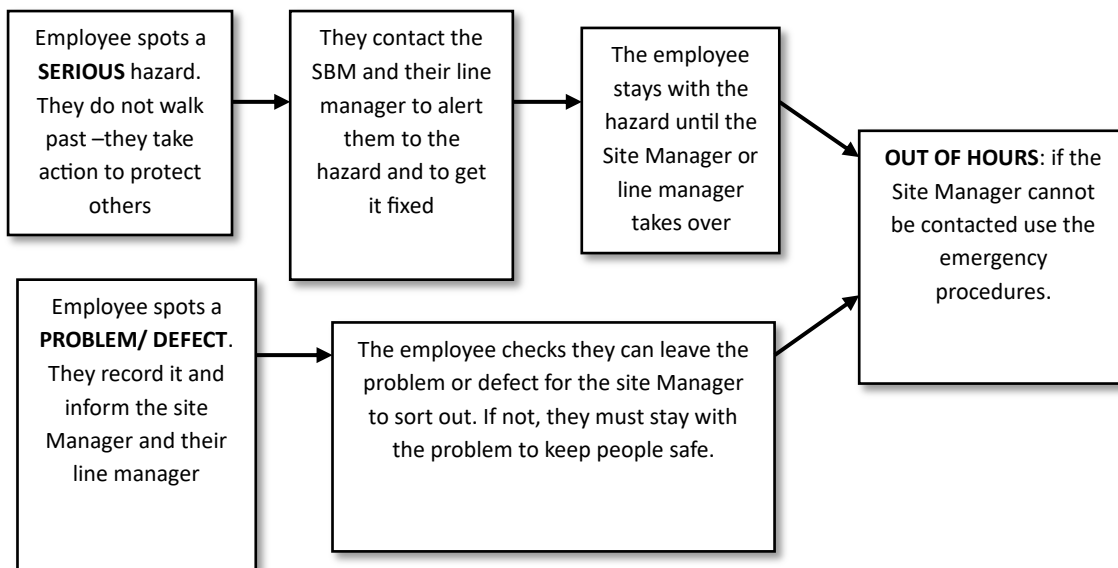 Employee spots a
SERIOUS hazard.
They do not walk
past –they take
action to protect
others
They contact the
SBM and their line
manager to alert
them to the
hazard and to get
it fixed
The employee
stays with the
hazard until the
Site Manager or
line manager
takes over
OUT OF HOURS: if the
Site Manager cannot
be contacted use the
emergency
procedures.
Employee spots a
PROBLEM/ DEFECT.
They record it and
inform the site
Manager and their
line manager
The employee checks they can leave the
problem or defect for the site Manager
to sort out. If not, they must stay with
the problem to keep people safe.